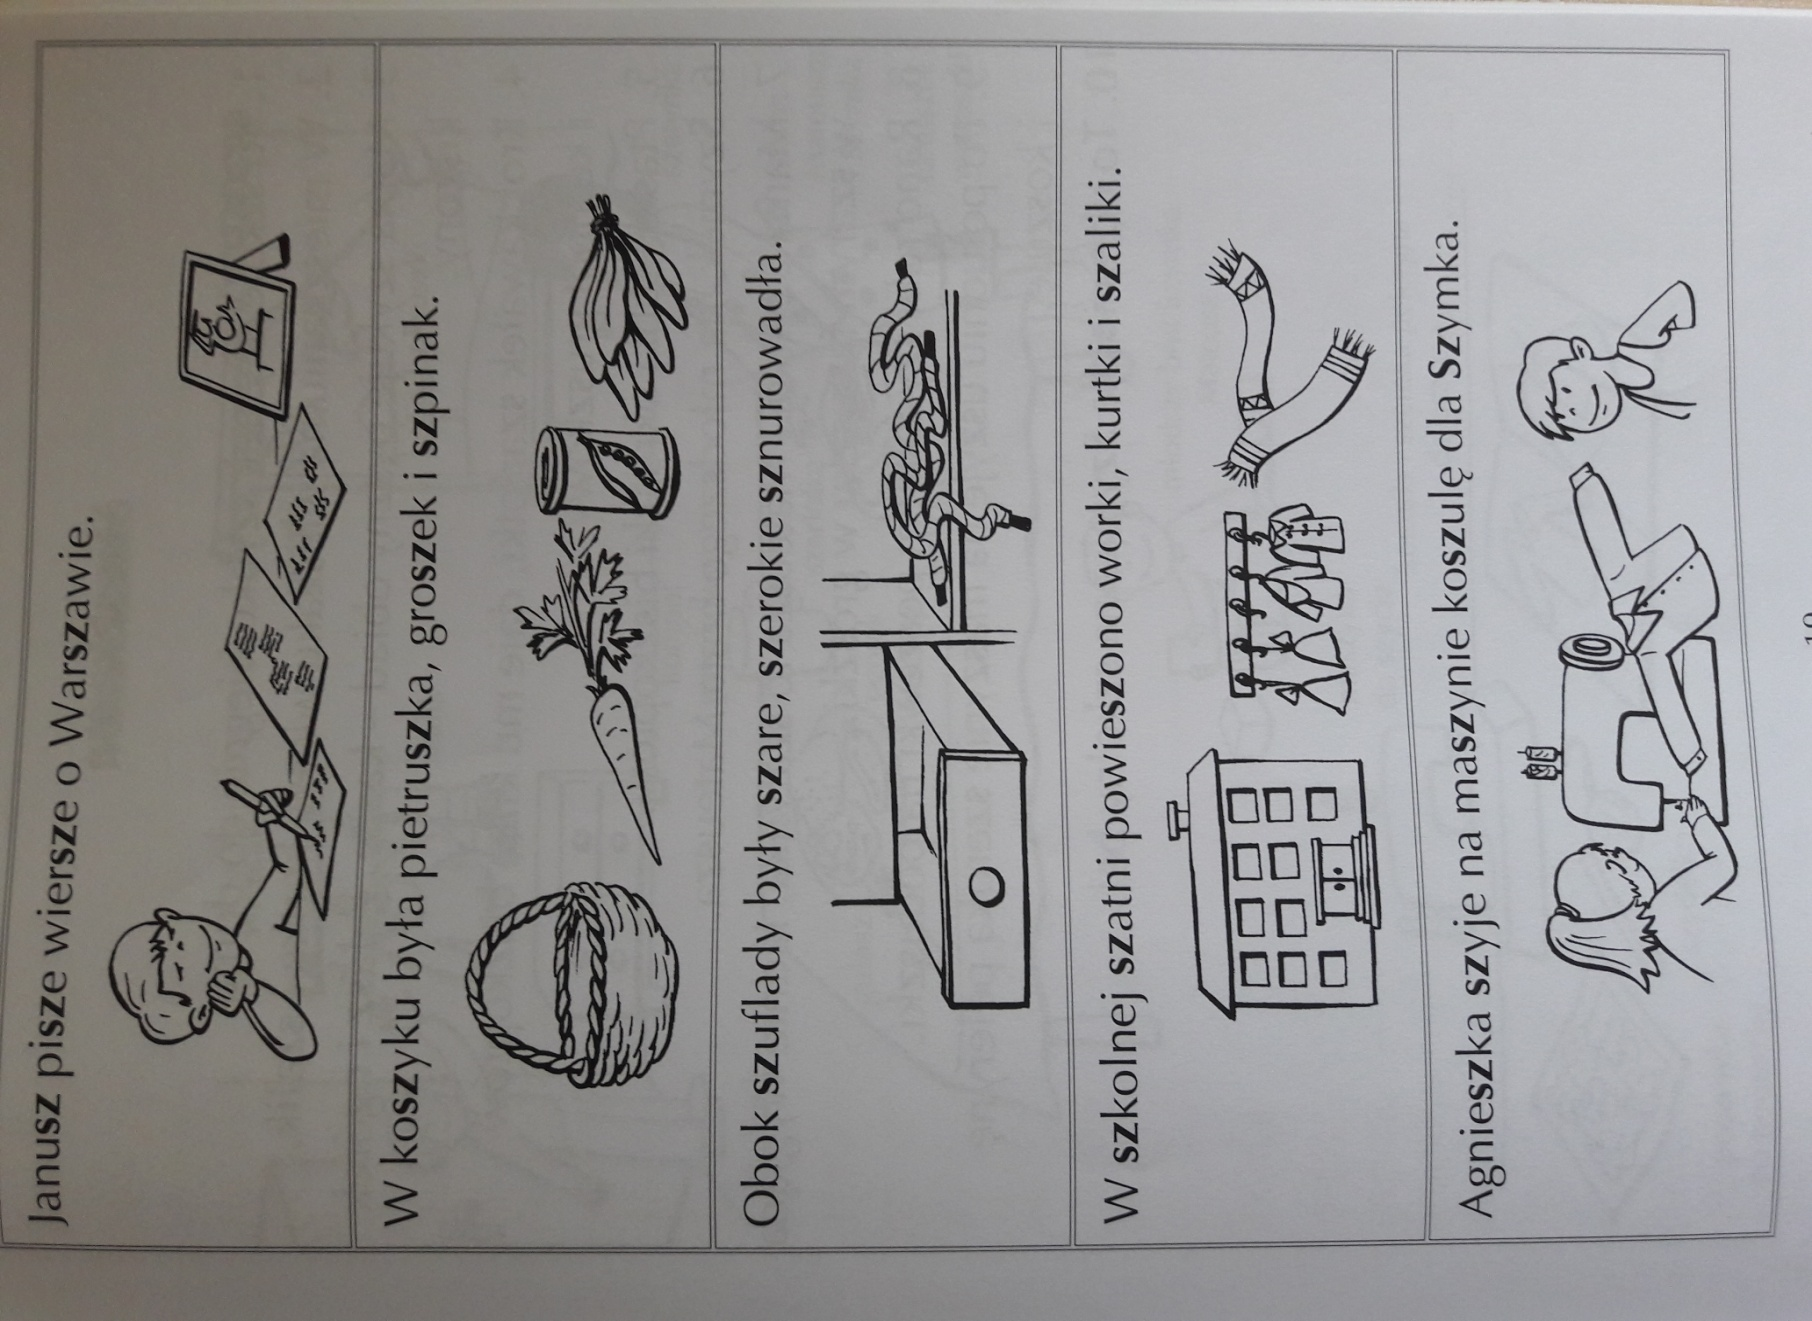 Janusz pisze wiersze o Warszawie.
W koszyku była pietruszka, groszek i szpinak.
Obok szuflady były szare, szerokie sznurowadła.
W szkolnej szatni powieszono worki, kurtki i szaliki.
Agnieszka szyje na maszynie koszulę dla Szymka.